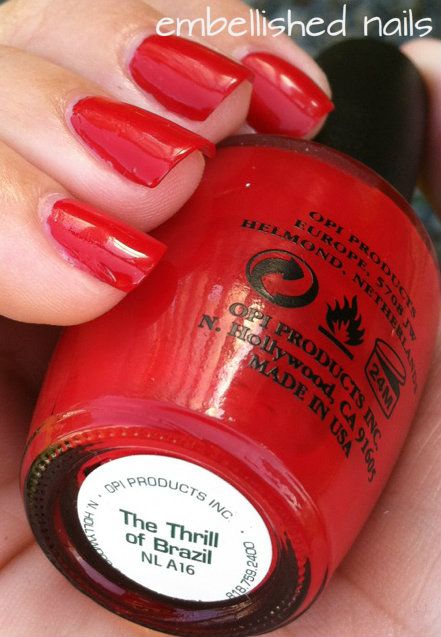 embellished nails
OPI PRODUCTS
EUROPE, 5708 JW
HELMOND, NETHERLANDS
OPI PRODUCTS INC.
N. Hollywood, CA 91605
MADE IN USA
24M
OPI PRODUCTS INC.
The Thrill
of Brazil
NL A16
818.759.2400